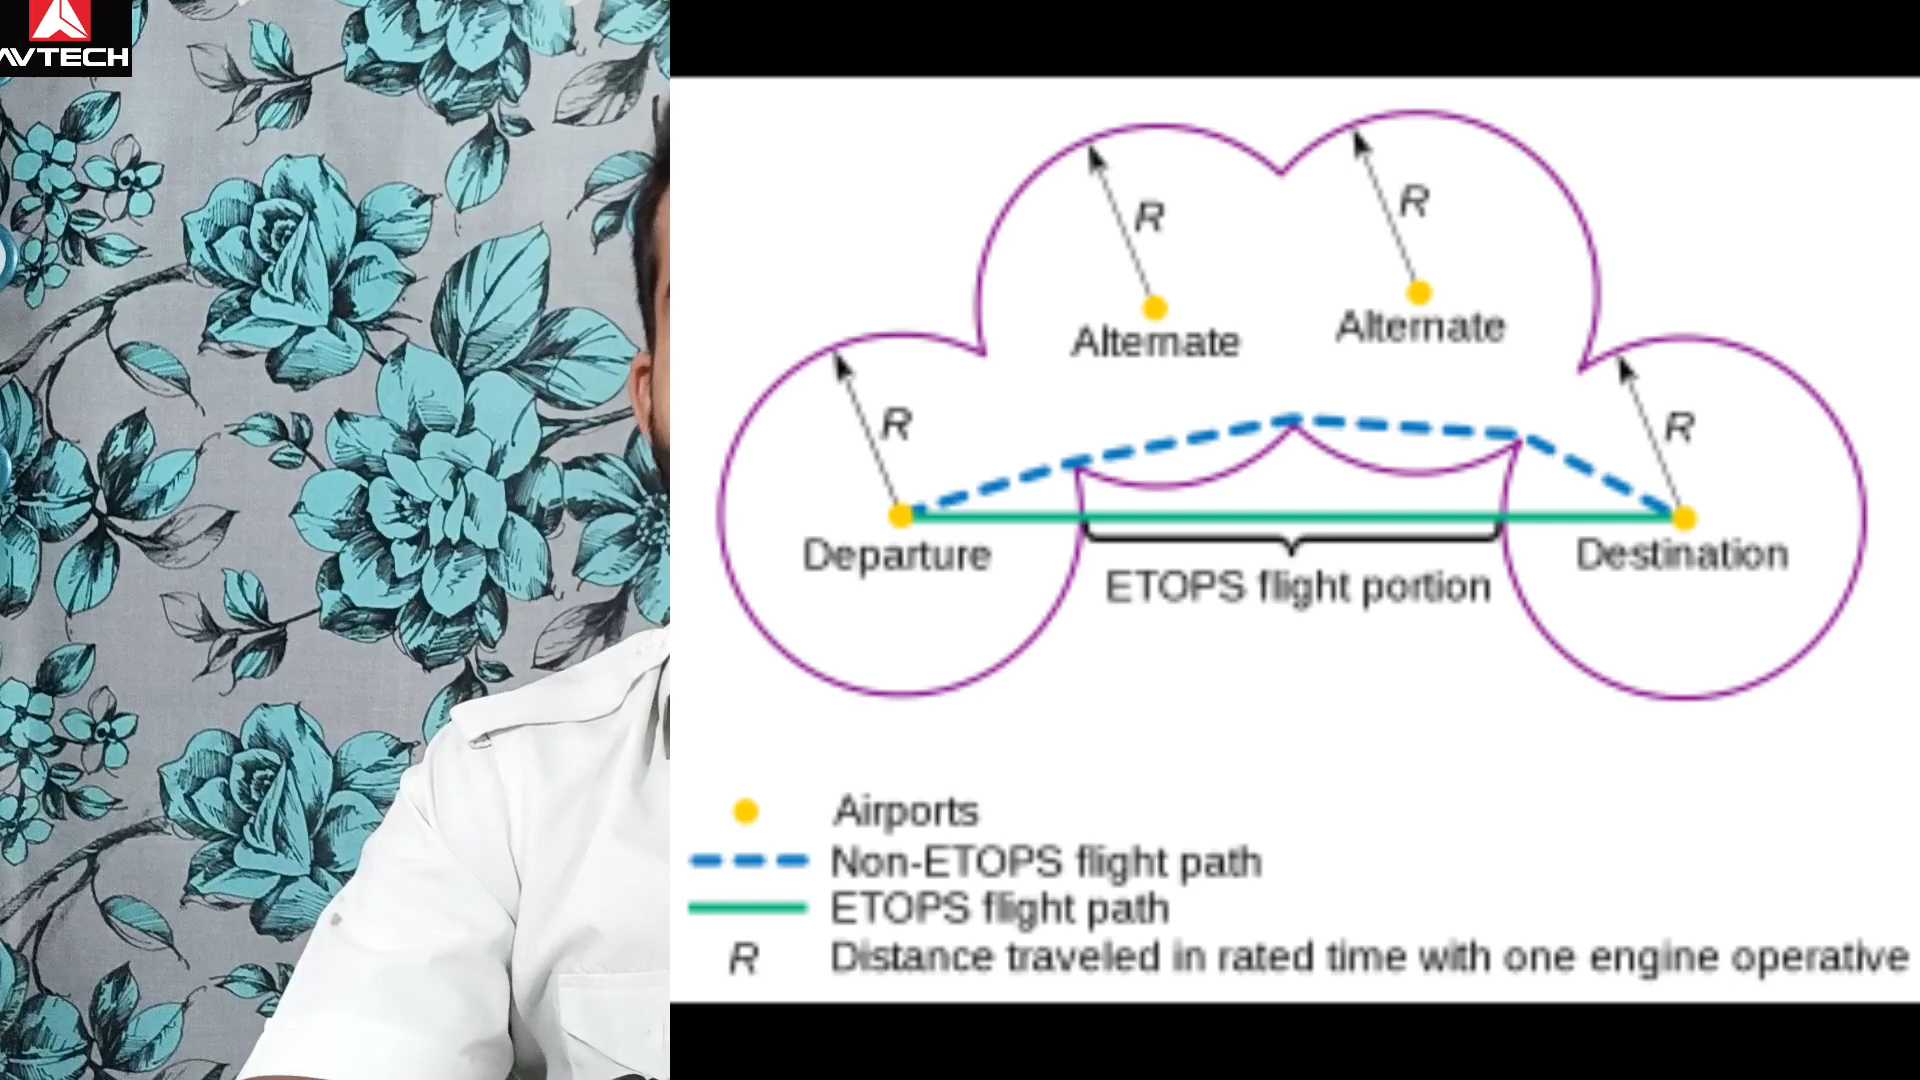 AVTECH
R
R
Alternate
Alternate
R
R
Departure
Destination
ETOPS flight portion
Airports
Non-ETOPS flight path
ETOPS flight path
R Distance traveled in rated time with one engine operative